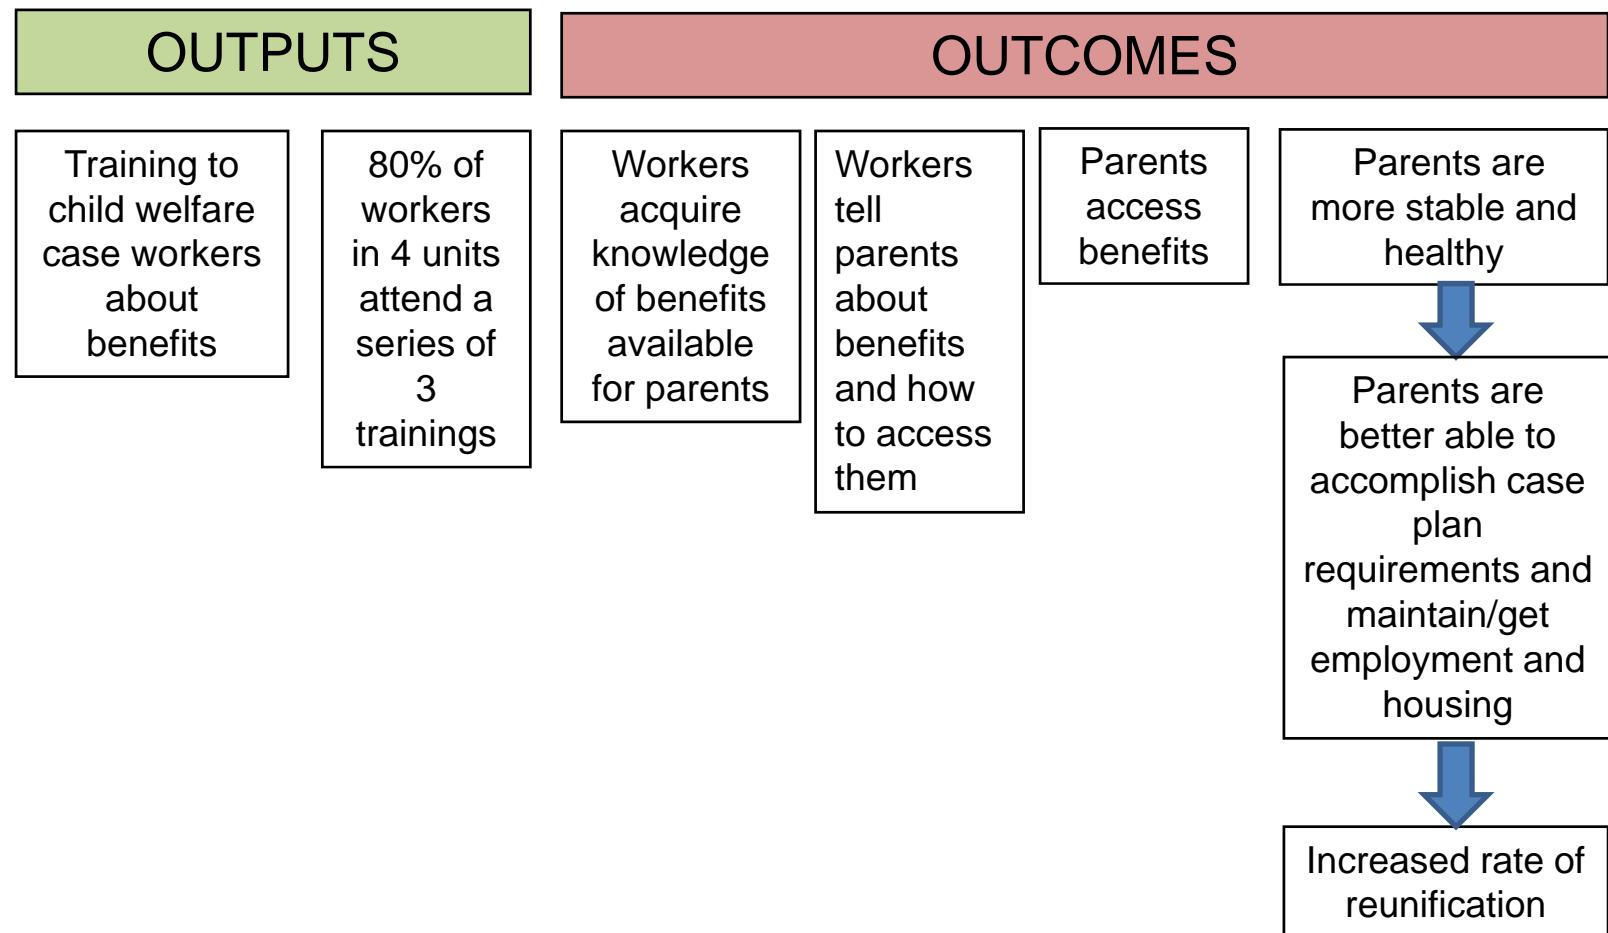 OUTPUTS
OUTCOMES
Training to
child welfare
case workers
about
benefits
80% of
workers
in 4 units
attend a
series of
3
trainings
Workers
acquire
knowledge
of benefits
available
for parents
Workers
tell
parents
about
benefits
and how
to access
them
Parents
access
benefits
Parents are
more stable and
healthy
Parents are
better able to
accomplish case
plan
requirements and
maintain/get
employment and
housing
Increased rate of
reunification